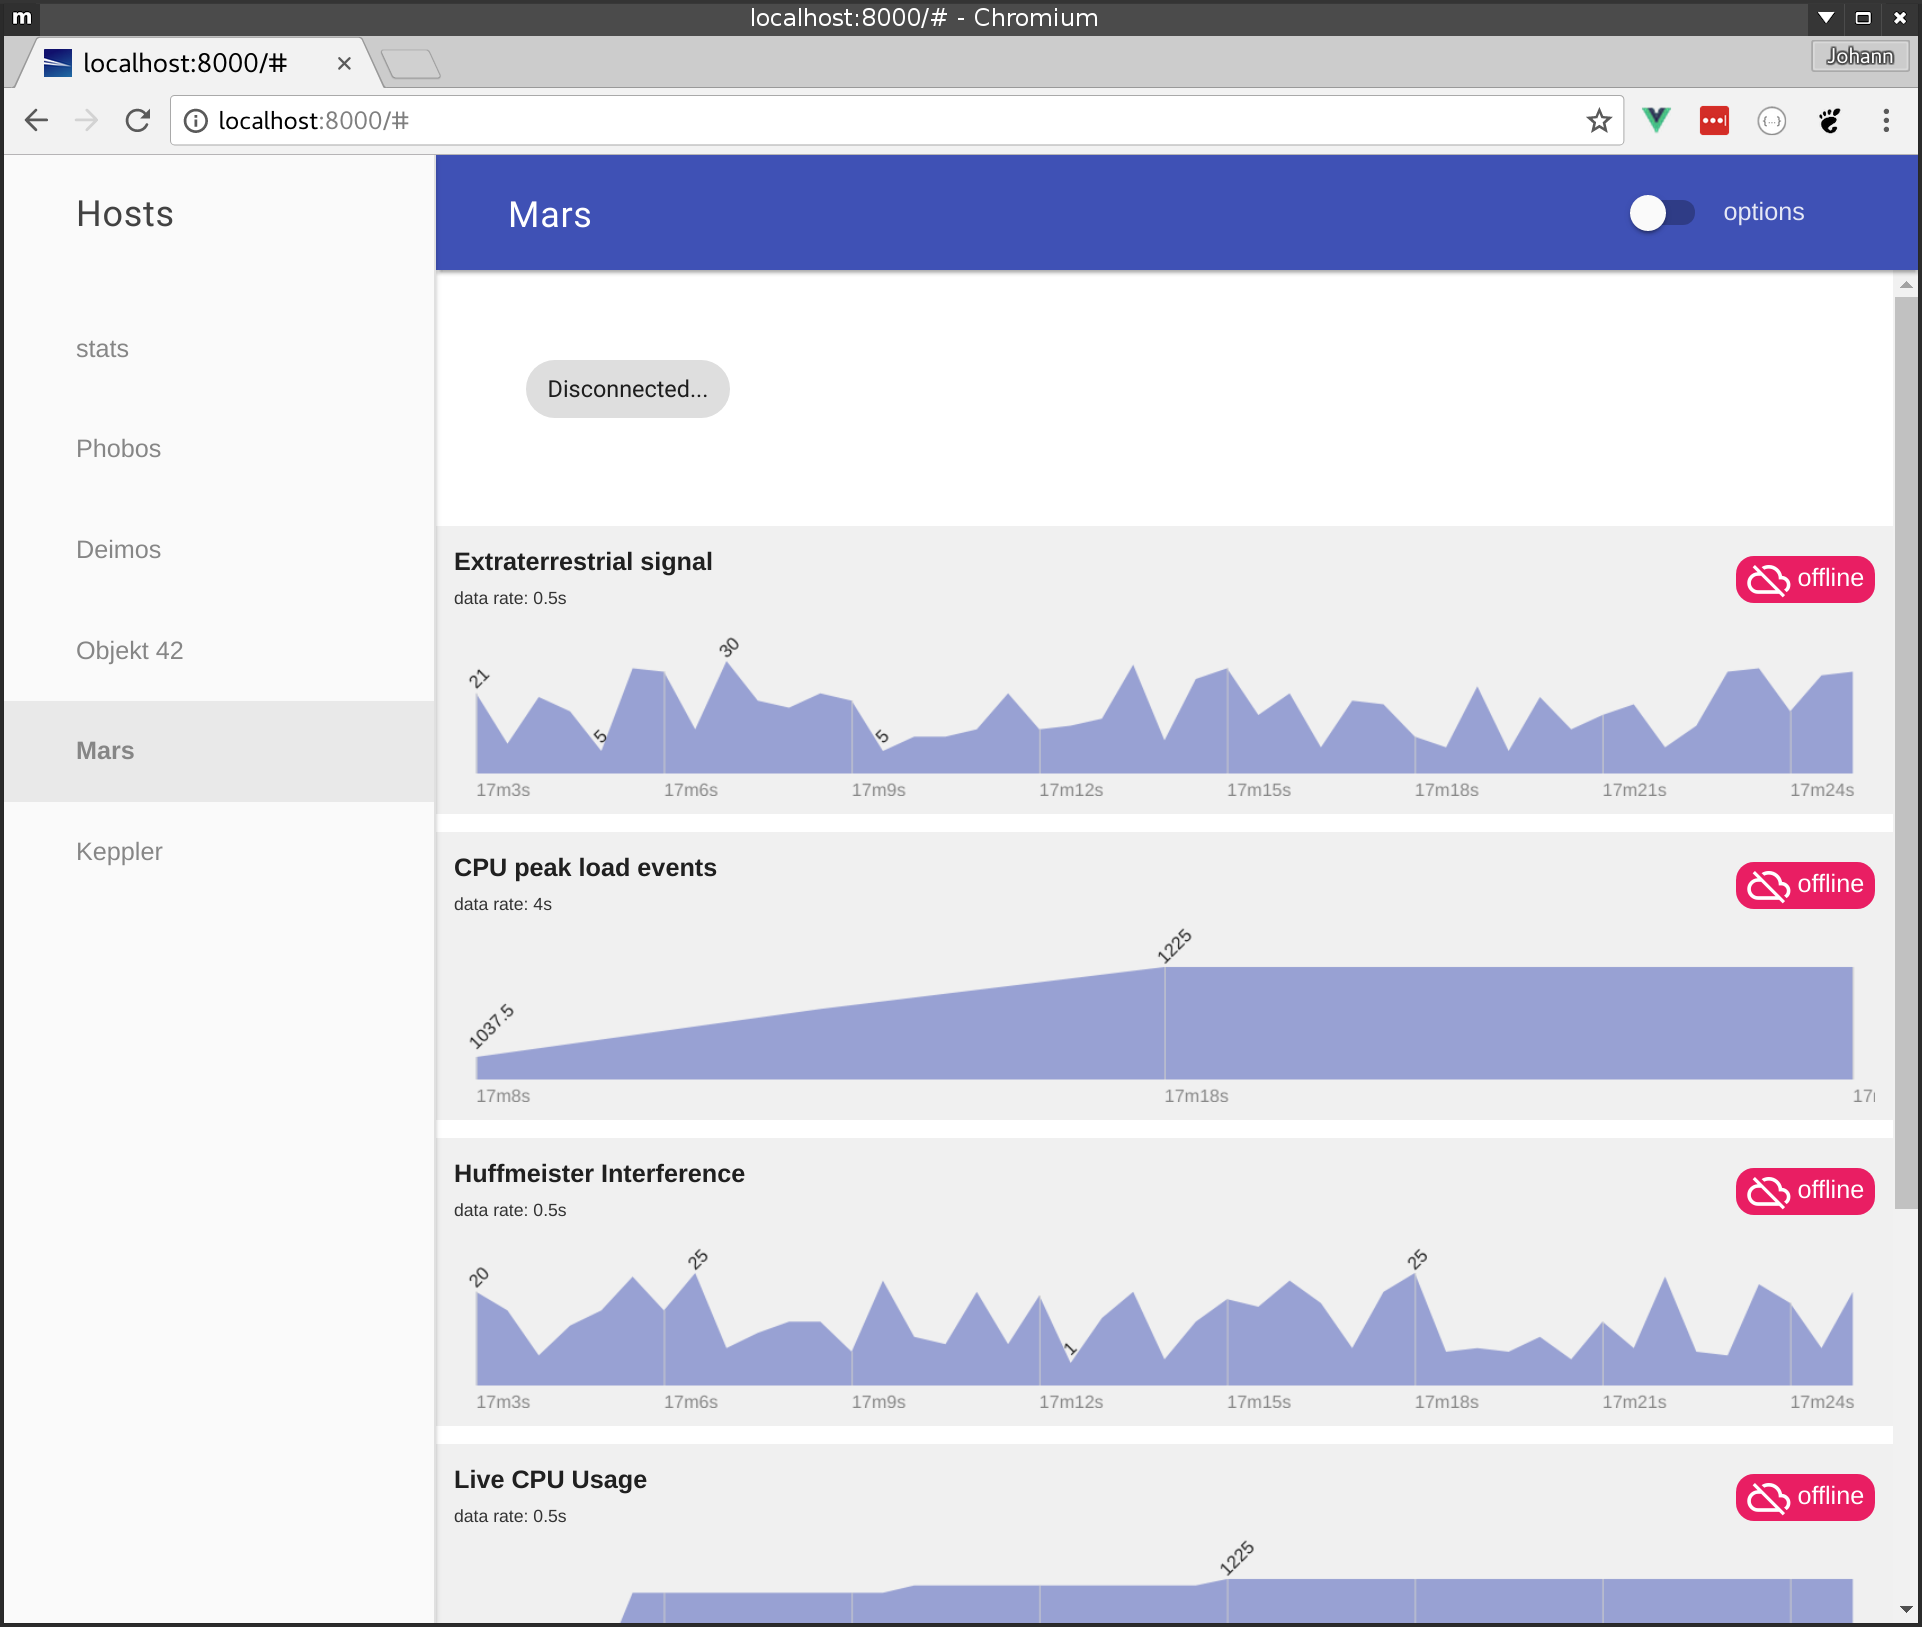 m
localhost:8000/# - Chromium
localhost:8000/#
Johann
localhost:8000/#
Hosts
stats
Phobos
Deimos
Objekt 42
Mars
Keppler
Mars
options
Disconnected...
Extraterrestrial signal
data rate: 0.5s
offline
21
5
30
5
17m3s 17m6s 17m9s 17m12s 17m15s 17m18s 17m21s 17m24s
CPU peak load events
data rate: 4s
offline
1037.5
1225
17m8s 17m18s
Huffmeister Interference
data rate: 0.5s
offline
20
25
1
25
17m3s 17m6s 17m9s 17m12s 17m15s 17m18s 17m21s 17m24s
Live CPU Usage
data rate: 0.5s
offline
1225